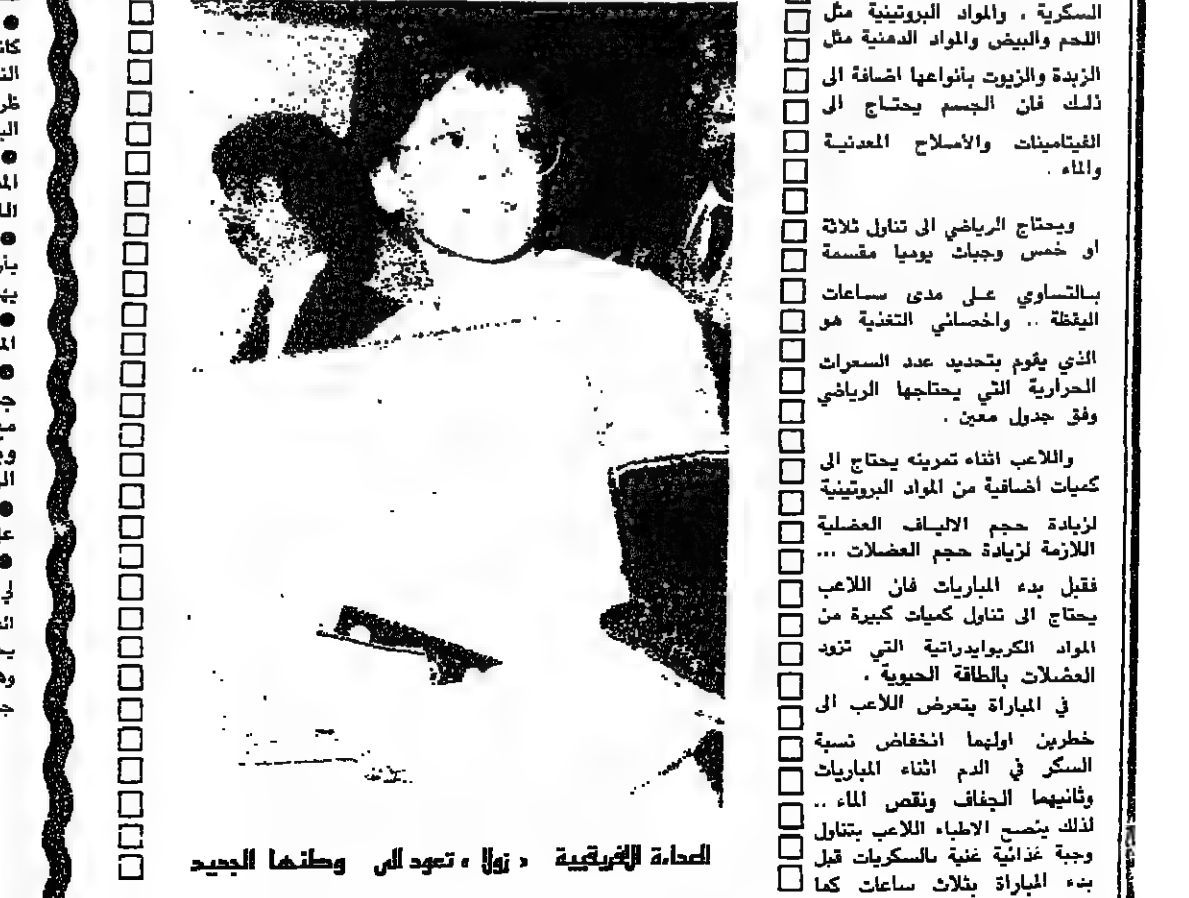 السكرية ، والمواد البروتينية مثل
اللحم والبيض والمواد الدهنية مثل
الزبدة والزيوت بأنواعها اضافة الى
ذلك فان الجسم يحتاج الى
الفيتامينات والأملاح المعدنية
والماء .
ويحتاج الرياضي الى تناول ثلاثة
او خمس وجبات يوميا مقسمة
بالتساوي على مدى ساعات
اليقظة .. واخصائي التغذية هو
الذي يقوم بتحديد عدد السعرات
الحرارية التي يحتاجها الرياضي
وفق جدول معين .
واللاعب اثناء تمرينه يحتاج الى
كميات أضافية من المواد البروتينية
لزيادة حجم الالياف العضلية
اللازمة لزيادة حجم العضلات ...
فقبل بدء المباريات فان اللاعب
يحتاج الى تناول كميات كبيرة من
المواد الكربوايدراتية التي تزود
العضلات بالطاقة الحيوية .
في المباراة يتعرض اللاعب الى
خطرين اولهما انخفاض نسبة
السكر في الدم اثناء المباريات
وثانيهما الجفاف ونقص الماء ..
لذلك ينصح الاطباء اللاعب بتناول
وجبة غذائية غنية بالسكريات قبل
بدء المباراة بثلاث ساعات كما
العداءة الافريقية « زولا » تعود الى وطنها الجديد